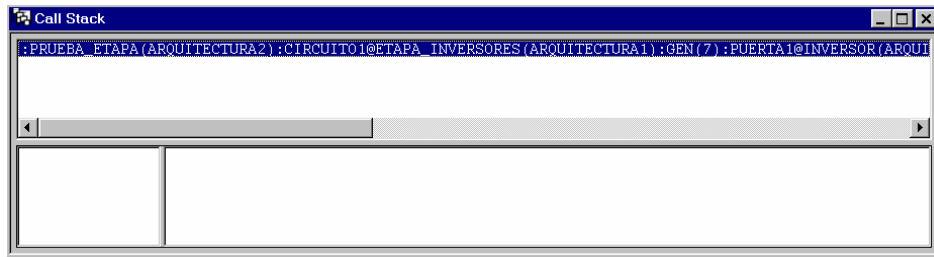 Call Stack
:PRUEBA_ETAPA(ARQUITECTURA2):CIRCUITO1@ETAPA_INVERSORES(ARQUITECTURA1):GEN(7):PUERTA1@INVERSOR(ARQUI